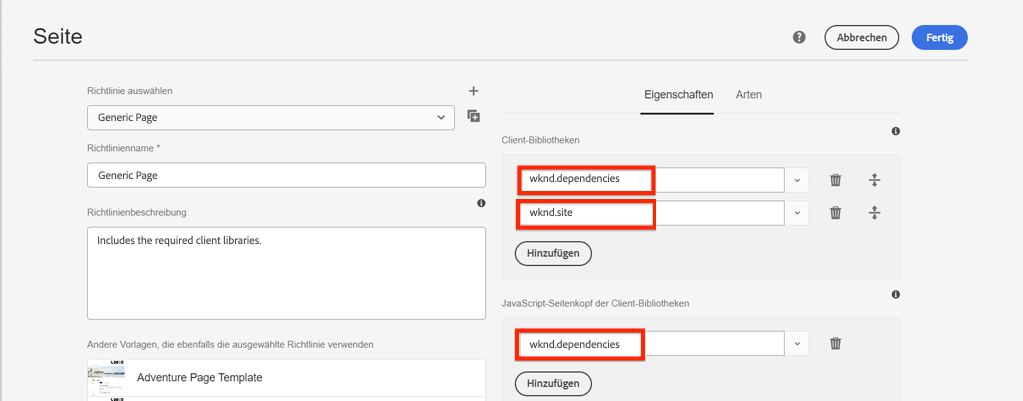 Seite
Abbrechen
Fertig
Richtlinie auswählen
Generic Page
Richtlinienname *
Generic Page
Richtlinienbeschreibung
Includes the required client libraries.
Andere Vorlagen, die ebenfalls die ausgewählte Richtlinie verwenden
Adventure Page Template
Eigenschaften
Arten
Client-Bibliotheken
wknd.dependencies
wknd.site
Hinzufügen
JavaScript-Seitenkopf der Client-Bibliotheken
wknd.dependencies
Hinzufügen